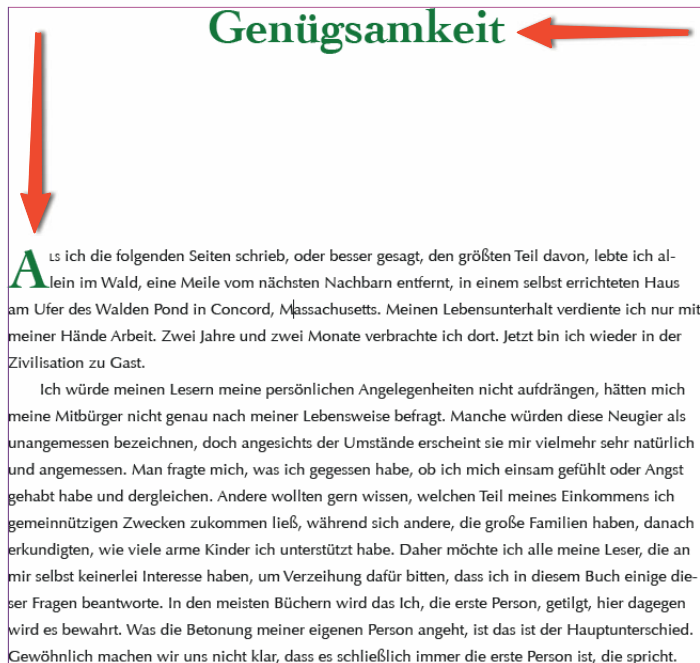 Genügsamkeit
ALS ich die folgenden Seiten schrieb, oder besser gesagt, den größten Teil davon, lebte ich al-
lein im Wald, eine Meile vom nächsten Nachbarn entfernt, in einem selbst errichteten Haus
am Ufer des Walden Pond in Concord, Massachusetts. Meinen Lebensunterhalt verdiente ich nur mit
meiner Hände Arbeit. Zwei Jahre und zwei Monate verbrachte ich dort. Jetzt bin ich wieder in der
Zivilisation zu Gast.
Ich würde meinen Lesern meine persönlichen Angelegenheiten nicht aufdrängen, hätten mich
meine Mitbürger nicht genau nach meiner Lebensweise befragt. Manche würden diese Neugier als
unangemessen bezeichnen, doch angesichts der Umstände erscheint sie mir vielmehr sehr natürlich
und angemessen. Man fragte mich, was ich gegessen habe, ob ich mich einsam gefühlt oder Angst
gehabt habe und dergleichen. Andere wollten gern wissen, welchen Teil meines Einkommens ich
gemeinnützigen Zwecken zukommen ließ, während sich andere, die große Familien haben, danach
erkundigten, wie viele arme Kinder ich unterstützt habe. Daher möchte ich alle meine Leser, die an
mir selbst keinerlei Interesse haben, um Verzeihung dafür bitten, dass ich in diesem Buch einige die-
ser Fragen beantworte. In den meisten Büchern wird das Ich, die erste Person, getilgt, hier dagegen
wird es bewahrt. Was die Betonung meiner eigenen Person angeht, ist das ist der Hauptunterschied.
Gewöhnlich machen wir uns nicht klar, dass es schließlich immer die erste Person ist, die spricht.